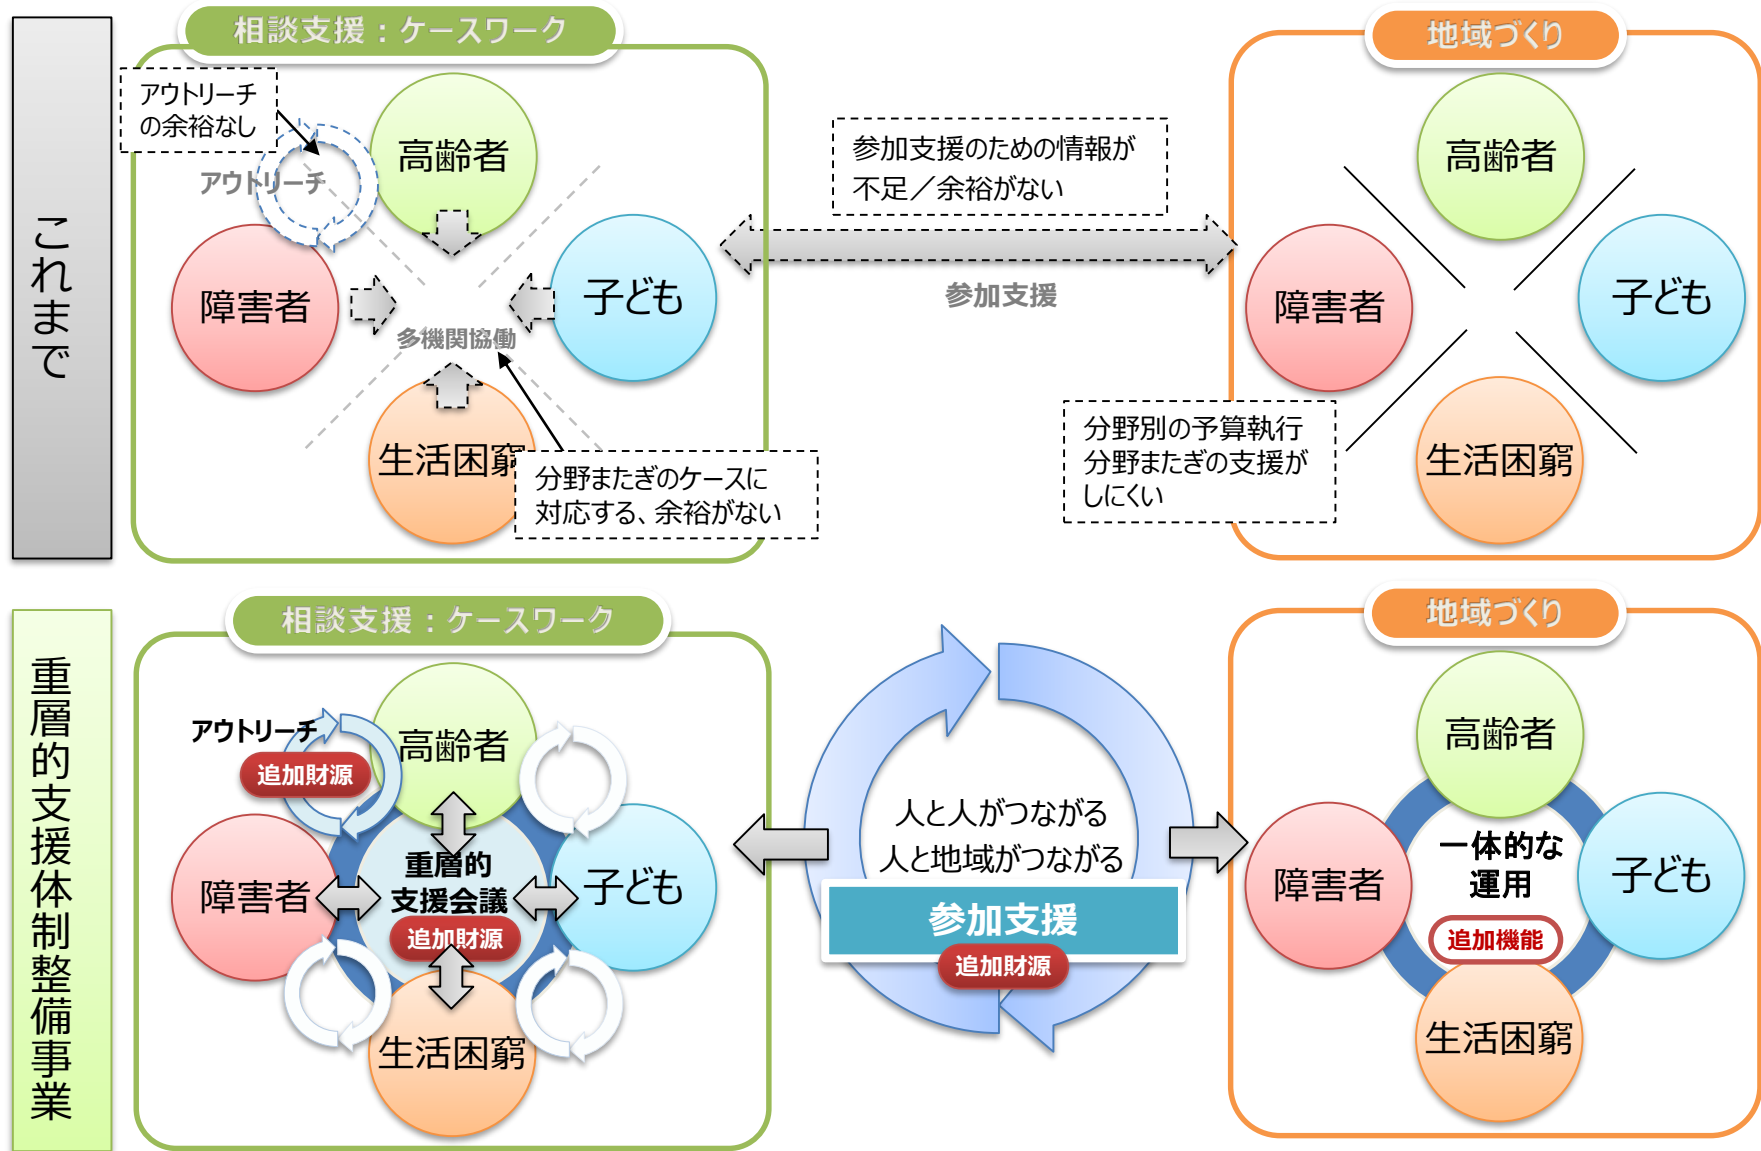 これまで
相談支援：ケースワーク
アウトリーチ
の余裕なし
アウトリーチ
高齢者
障害者
子ども
多機関協働
生活困窮
分野またぎのケースに
対応する、余裕がない
参加支援のための情報が
不足／余裕がない
参加支援
地域づくり
高齢者
障害者
子ども
生活困窮
分野別の予算執行
分野またぎの支援が
しにくい
重層的支援体制整備事業
相談支援：ケースワーク
アウトリーチ
追加財源
高齢者
障害者
子ども
重層的
支援会議
追加財源
生活困窮
人と人がつながる
人と地域がつながる
参加支援
追加財源
地域づくり
高齢者
障害者
子ども
一体的な
運用
追加機能
生活困窮